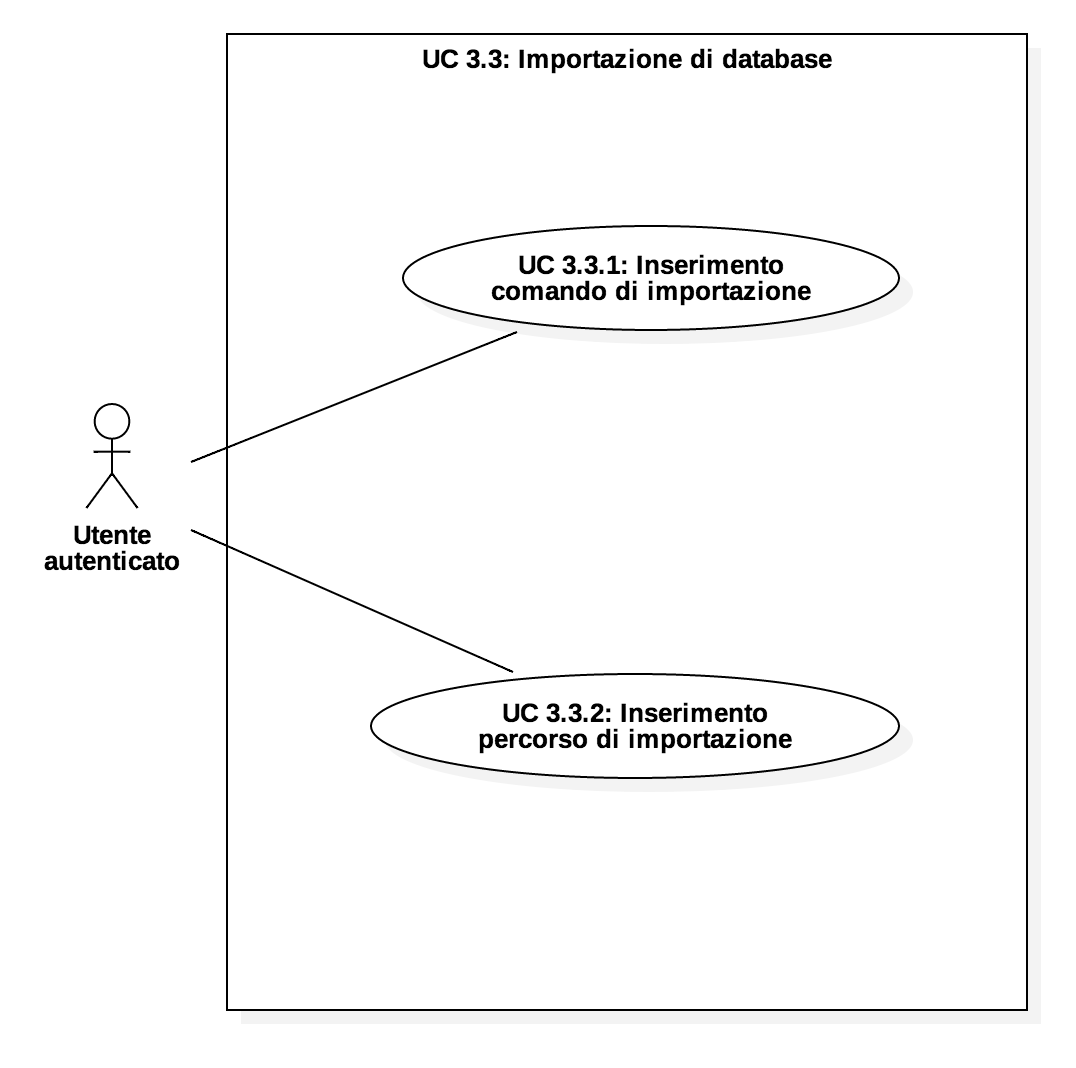 UC 3.3: Importazione di database
UC 3.3.1: Inserimento
comando di importazione
Utente
autenticato
UC 3.3.2: Inserimento
percorso di importazione